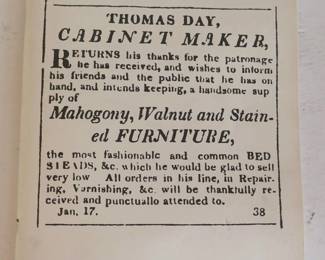 THOMAS DAY,
CABINET MAKER,
RETURNS his thanks for the patronage
he has received, and wishes to inform
his friends and the public that he has on
hand, and intends keeping, a handsome sup
ply of
Mahogony, Walnut and Stain-
ed FURNITURE,
the most fashionable and common BED
STEADS, &c. which he would be glad to sell
very low All orders in his line, in Repair-
ing, Varnishing, &c. will be thankfully re-
ceived and punctually attended to.
Jan. 17. 38